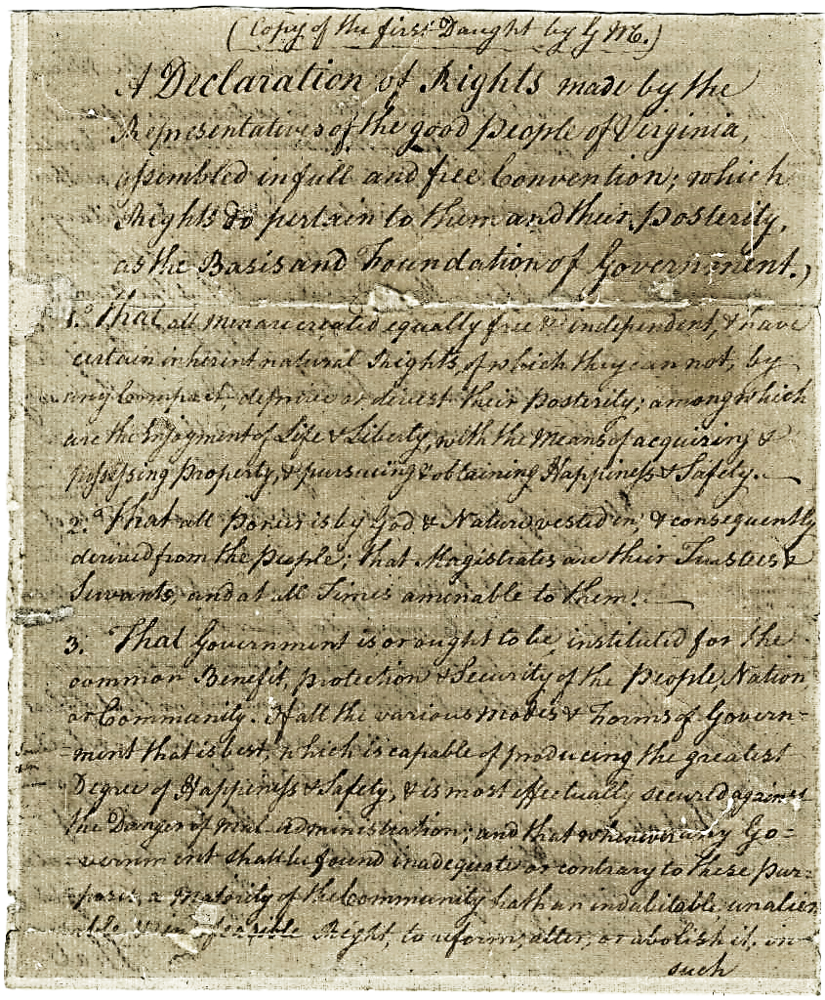 (Copy of the first Daught by G M.)
A Declaration of Rights made by the
Representatives of the good People of Virginia,
assembled in full and free Convention; which
Rights do pertain to them and their Posterity,
as the Basis and Foundation of Government.)
1.º That all Men are created equally free & independent, & have
certain inherent natural Rights, of which they can not, by
any Compact, deprive or divest their Posterity; among which
are the Enjoyment of Life & Liberty, with the Means of acquiring &
possessing Property, & pursueing & obtaining Happiness & Safety.
2.d That all Power is by God & Nature vested in, & consequently
derived from the People; that Magistrates are their Trustees &
Servants, and at all Times amenable to them.
3. That Government is or ought to be, instituted for the
common Benefit, protection & Security of the People, Nation,
or Community. Of all the various Modes & Forms of Govern-
-ment that is best, which is capable of producing the greatest
Degree of Happiness & Safety, & is most effectually secured against
the Danger of mal-administration; and that whenever any Go-
-vernment shall be found inadequate or contrary to these pur-
-poses, a Majority of the Community hath an indubitable unalien
able & indefeasible Right, to reform, alter, or abolish it, in
such